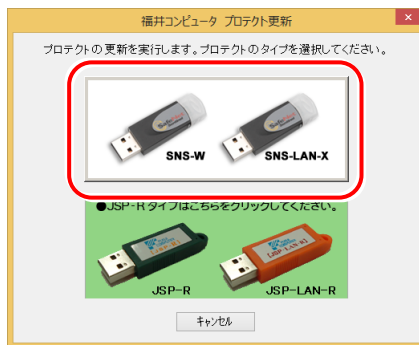 福井コンピュータ プロテクト更新
×
プロテクトの更新を実行します。プロテクトのタイプを選択してください。
SNS-W
SNS-LAN-X
●JSP-Rタイプはこちらをクリックしてください。
JSP-R
JSP-LAN-R
キャンセル